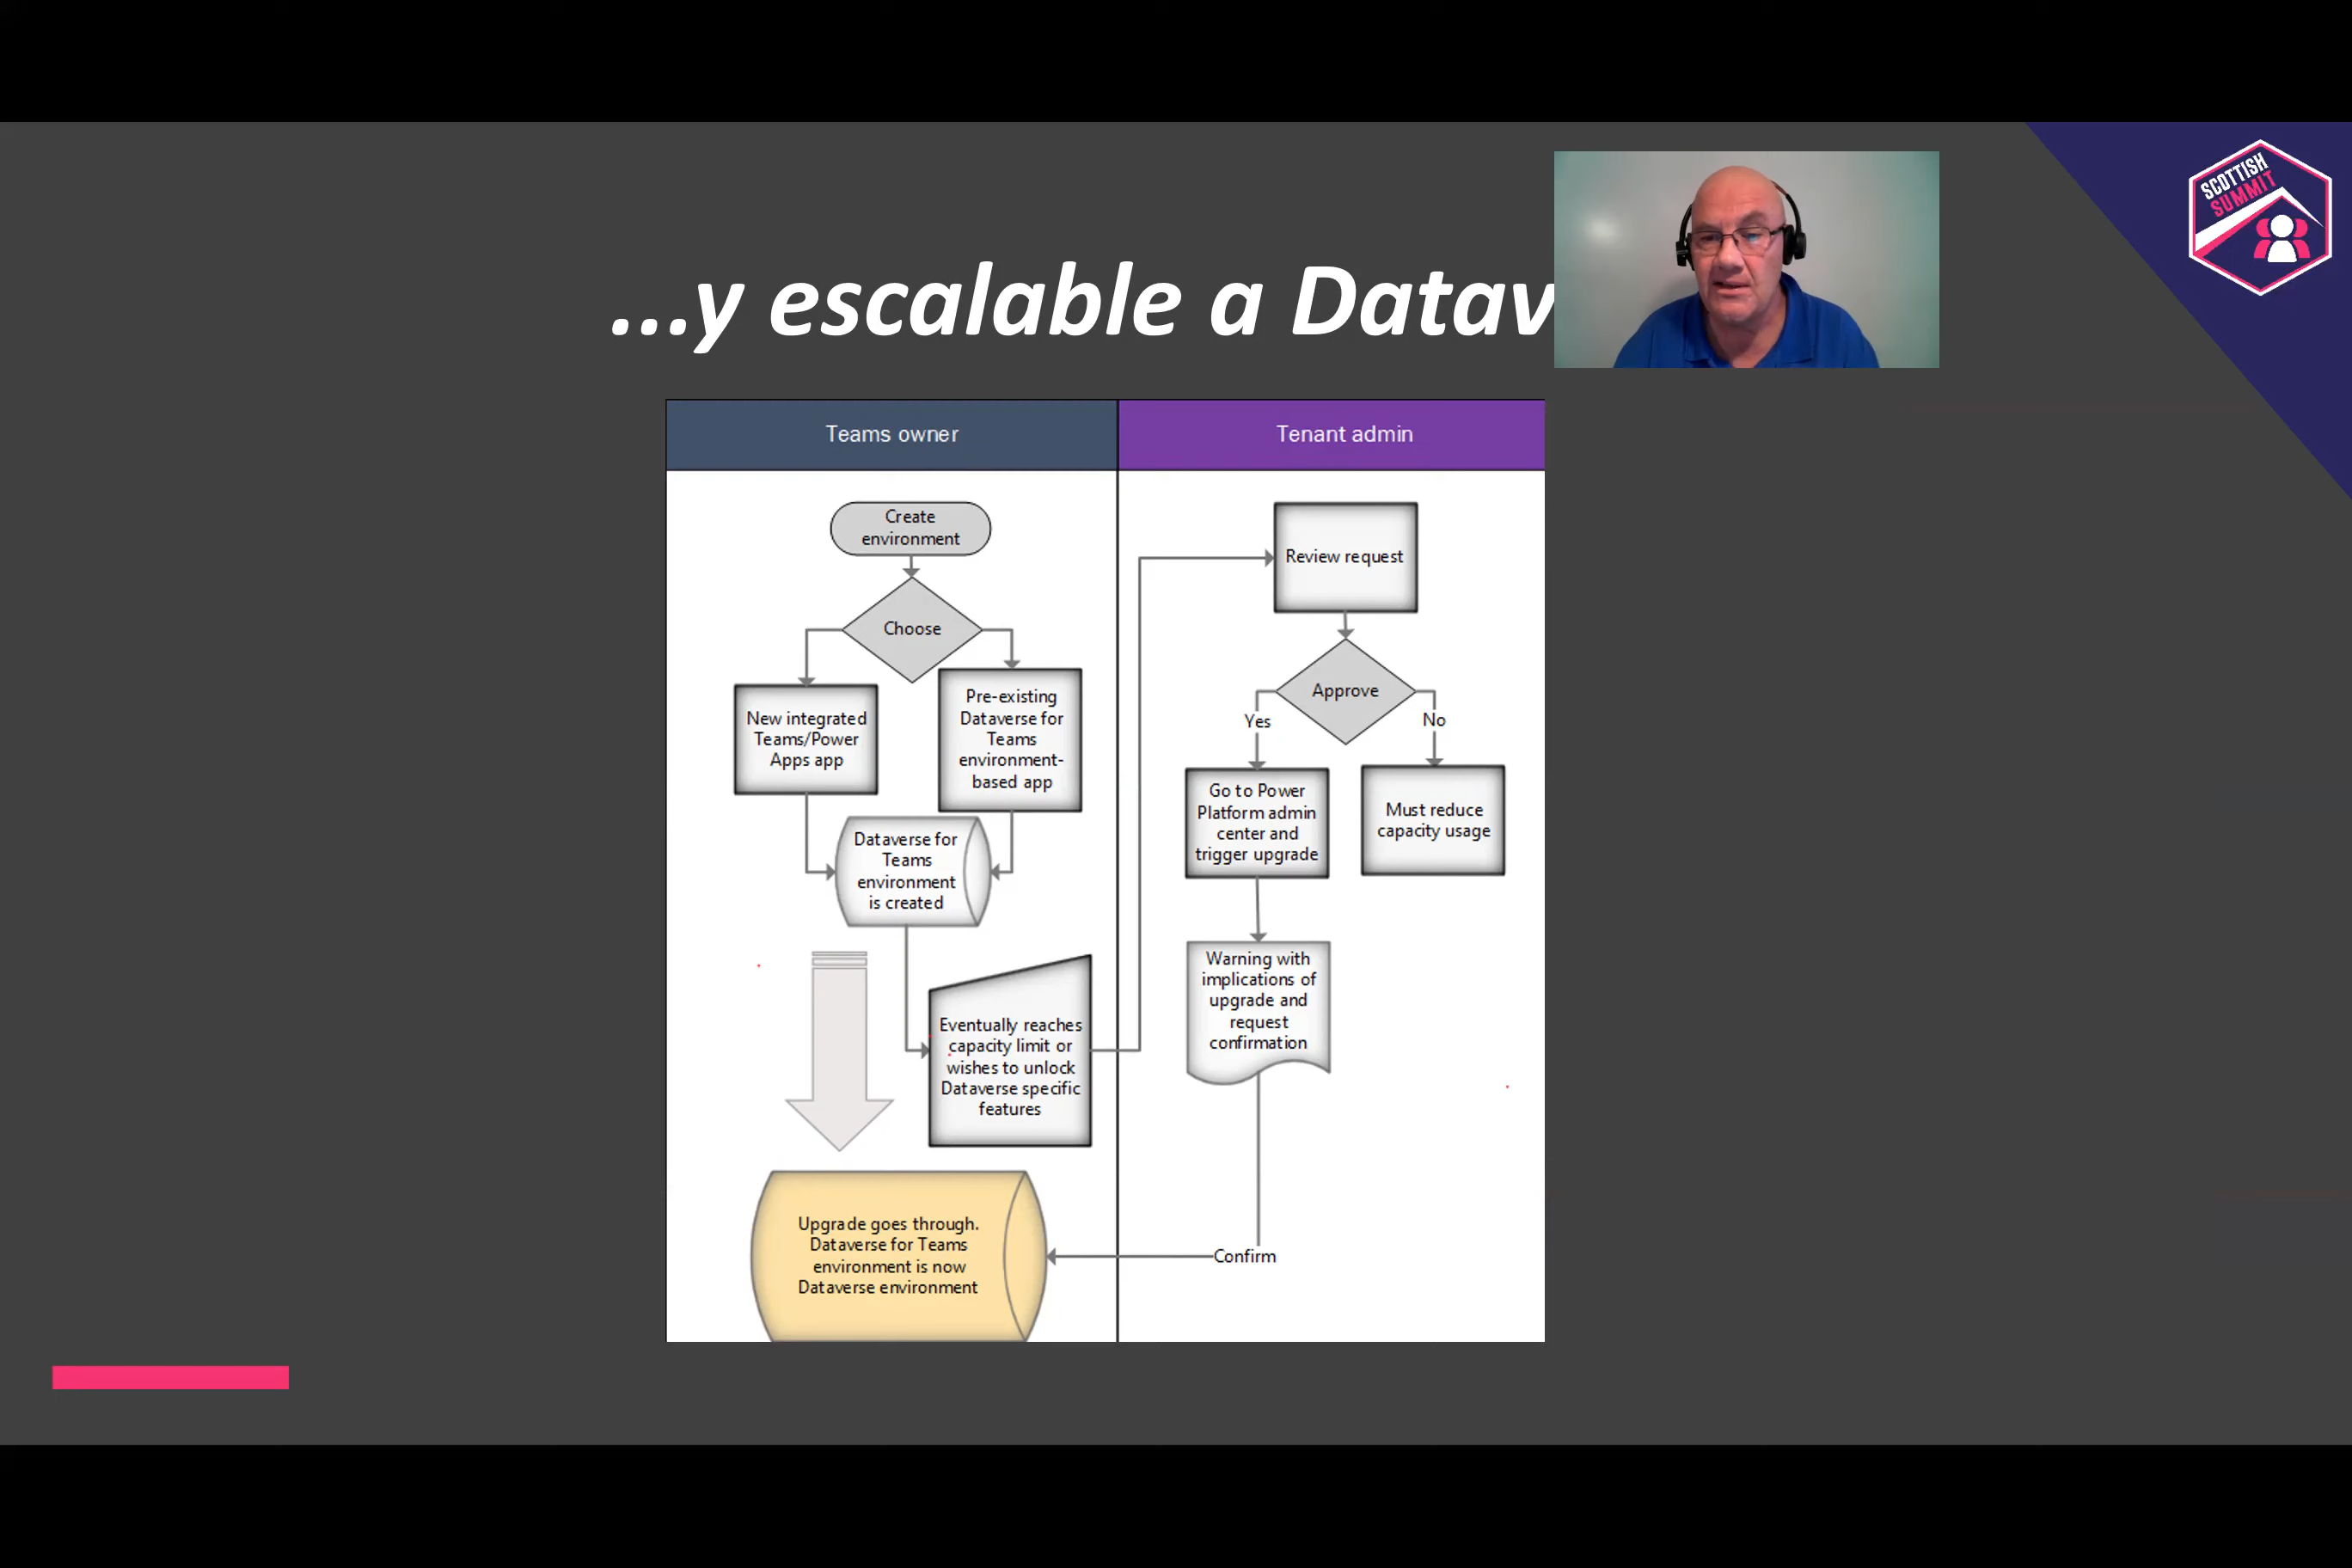 SCOTTISH
SUMMIT
...y escalable a Datav
Teams owner
Tenant admin
Create
environment
Choose
New integrated
Teams/Power
Apps app
Pre-existing
Dataverse for
Teams
environment-
based app
Dataverse for
Teams
environment
is created
Eventually reaches
capacity limit or
wishes to unlock
Dataverse specific
features
Upgrade goes through.
Dataverse for Teams
environment is now
Dataverse environment
Review request
Approve
Yes
No
Go to Power
Platform admin
center and
trigger upgrade
Must reduce
capacity usage
Warning with
implications of
upgrade and
request
confirmation
Confirm